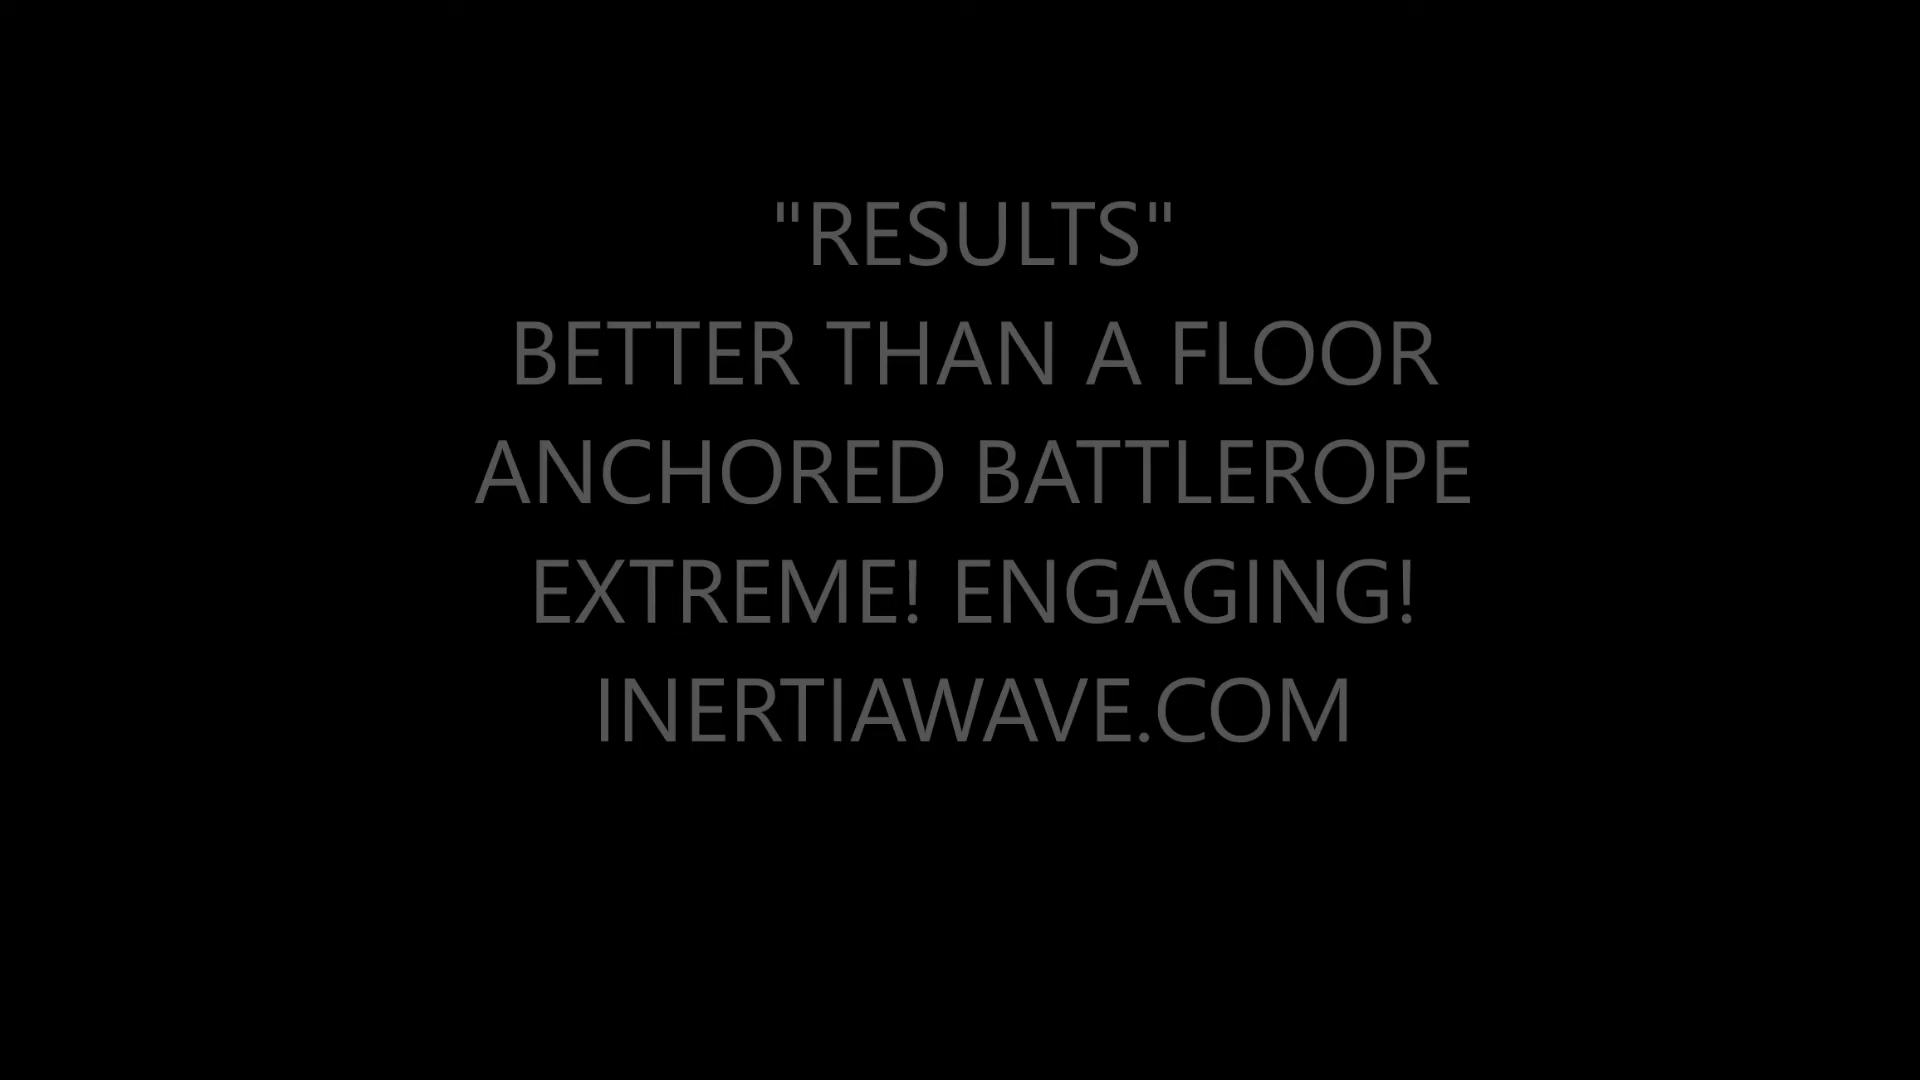 "RESULTS"
BETTER THAN A FLOOR
ANCHORED BATTLEROPE
EXTREME! ENGAGING!
INERTIAWAVE.COM